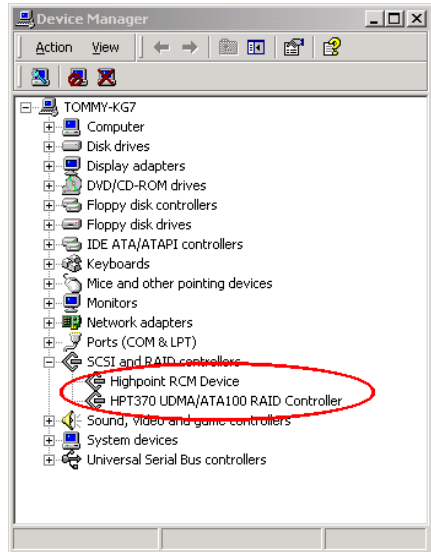 Device Manager
Action View
TOMMY-KG7
Computer
Disk drives
Display adapters
DVD/CD-ROM drives
Floppy disk controllers
Floppy disk drives
IDE ATA/ATAPI controllers
Keyboards
Mice and other pointing devices
Monitors
Network adapters
Ports (COM & LPT)
SCSI and RAID controllers
Highpoint RCM Device
HPT370 UDMA/ATA100 RAID Controller
Sound, video and game controllers
System devices
Universal Serial Bus controllers